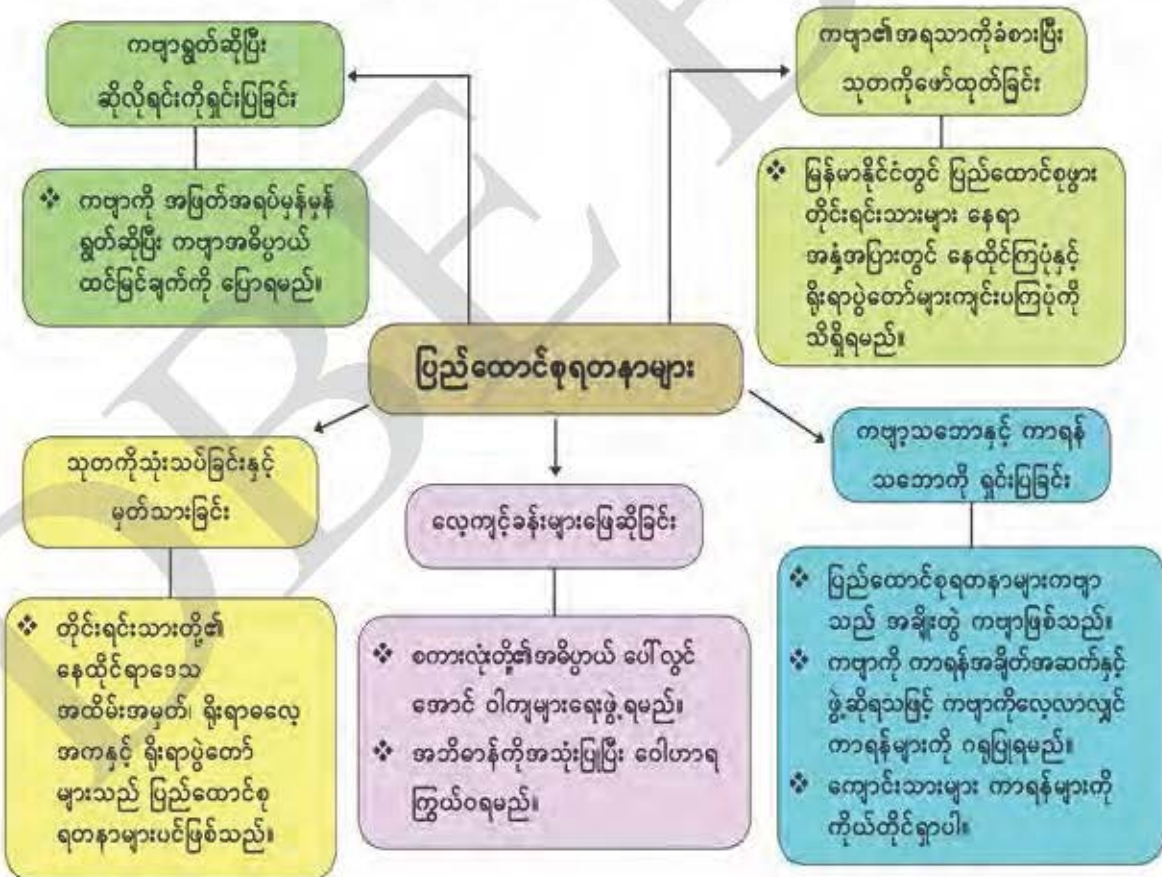 ကဗျာရွတ်ဆိုပြီး
ဆိုလိုရင်းကိုရှင်းပြခြင်း
❖ ကဗျာကို အဖြတ်အရပ်မှန်မှန်
ရွတ်ဆိုပြီး ကဗျာအဓိပ္ပာယ်
ထင်မြင်ချက်ကို ပြောရမည်။
ကဗျာ၏အရသာကိုခံစားပြီး
သုတကိုဖော်ထုတ်ခြင်း
❖ မြန်မာနိုင်ငံတွင် ပြည်ထောင်စုဖွား
တိုင်းရင်းသားများ နေရာ
အနှံ့အပြားတွင် နေထိုင်ကြပုံနှင့်
ရိုးရာပွဲတော်များကျင်းပကြပုံကို
သိရှိရမည်။
ပြည်ထောင်စုရတနာများ
သုတကိုသုံးသပ်ခြင်းနှင့်
မှတ်သားခြင်း
❖ တိုင်းရင်းသားတို့၏
နေထိုင်ရာဒေသ
အထိမ်းအမှတ်၊ ရိုးရာဓလေ့
အကနှင့် ရိုးရာပွဲတော်
များသည် ပြည်ထောင်စု
ရတနာများပင်ဖြစ်သည်။
လေ့ကျင့်ခန်းများဖြေဆိုခြင်း
❖ စကားလုံးတို့၏အဓိပ္ပာယ် ပေါ်လွင်
အောင် ဝါကျများရေးဖွဲ့ရမည်။
❖ အဘိဓာန်ကိုအသုံးပြုပြီး ဝေါဟာရ
ကြွယ်ဝရမည်။
ကဗျာ့သဘောနှင့် ကာရန်
သဘောကို ရှင်းပြခြင်း
❖ ပြည်ထောင်စုရတနာများကဗျာ
သည် အချိုးတွဲ ကဗျာဖြစ်သည်။
❖ ကဗျာကို ကာရန်အချိတ်အဆက်နှင့်
ဖွဲ့ဆိုရသဖြင့် ကဗျာကိုလေ့လာလျှင်
ကာရန်များကို ဂရုပြုရမည်။
❖ ကျောင်းသားများ ကာရန်များကို
ကိုယ်တိုင်ရှာပါ။
DBE